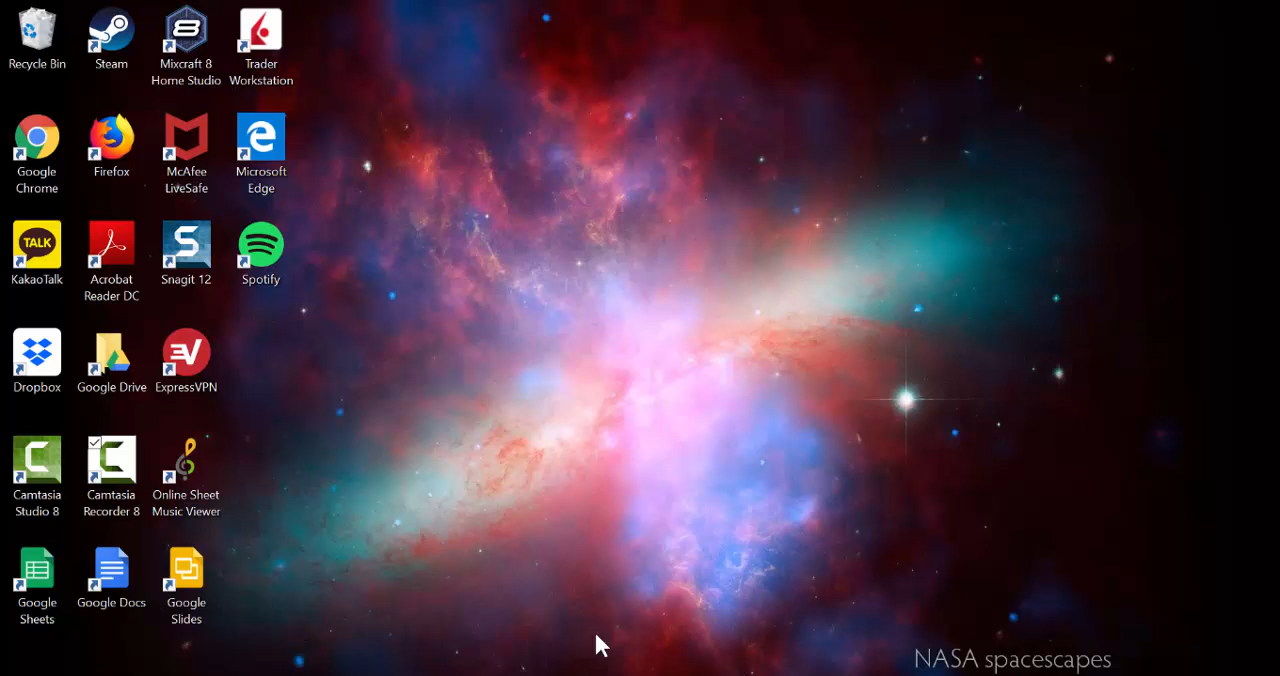 Recycle Bin
Steam
Mixcraft 8
Home Studio
Trader
Workstation
Google
Chrome
Firefox
McAfee
LiveSafe
Microsoft
Edge
TALK
KakaoTalk
Acrobat
Reader DC
S
Snagit 12
Spotify
Dropbox
Google Drive
EV
ExpressVPN
C
Camtasia
Studio 8
C
Camtasia
Recorder 8
Online Sheet
Music Viewer
Google
Sheets
Google Docs
Google
Slides
NASA spacescapes